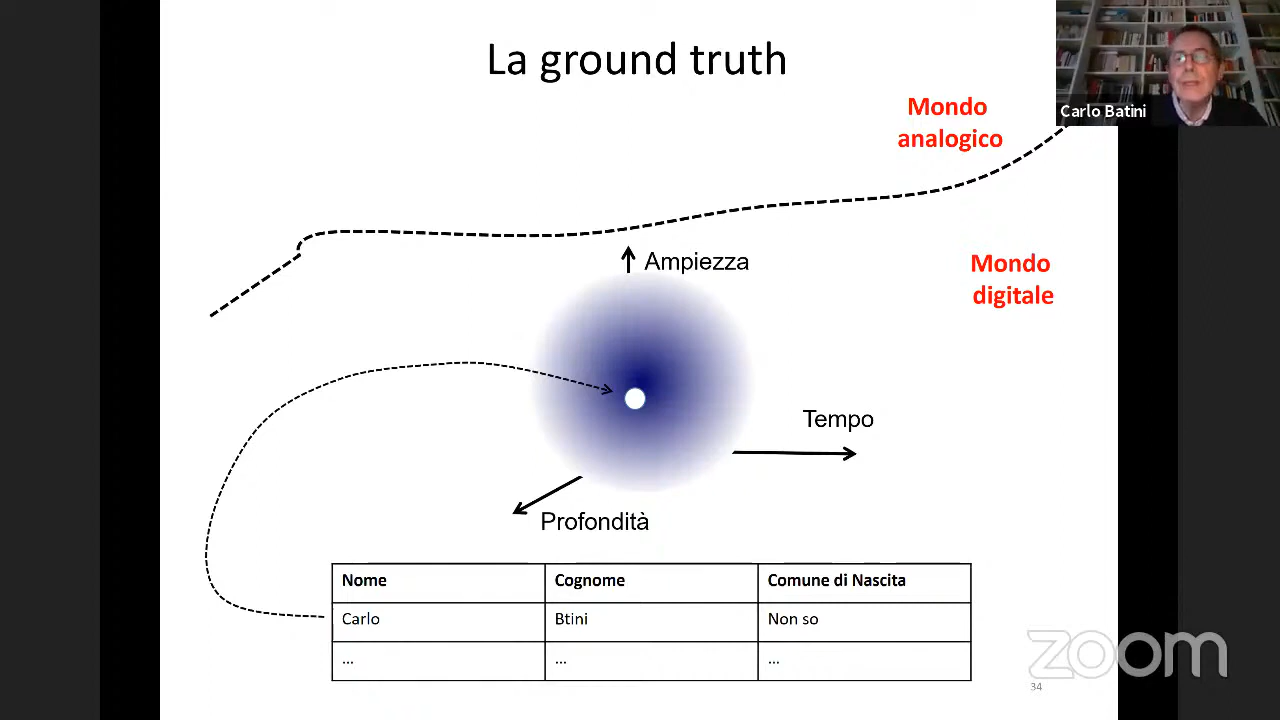 La ground truth
Mondo
analogico
Carlo Batini
Ampiezza
Mondo
digitale
Tempo
Profondità
Nome Cognome Comune di Nascita
Carlo Btini Non so
... ... ...
zoom
34